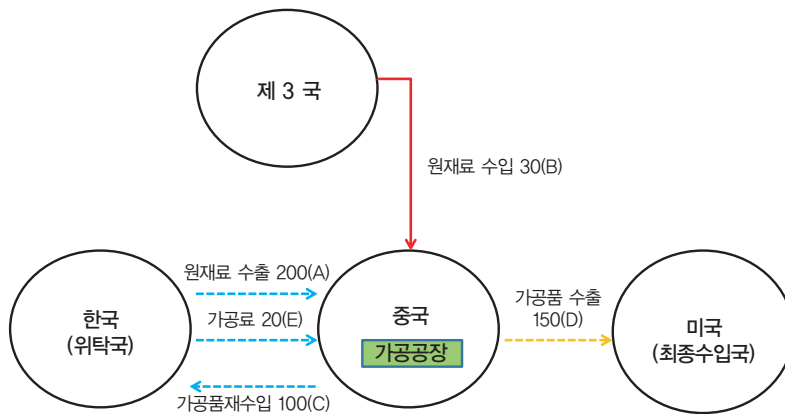 제 3 국
원재료 수입 30(B)
원재료 수출 200(A)
가공료 20(E)
가공품재수입 100(C)
한국
(위탁국)
중국
가공공장
가공품 수출
150(D)
미국
(최종수입국)